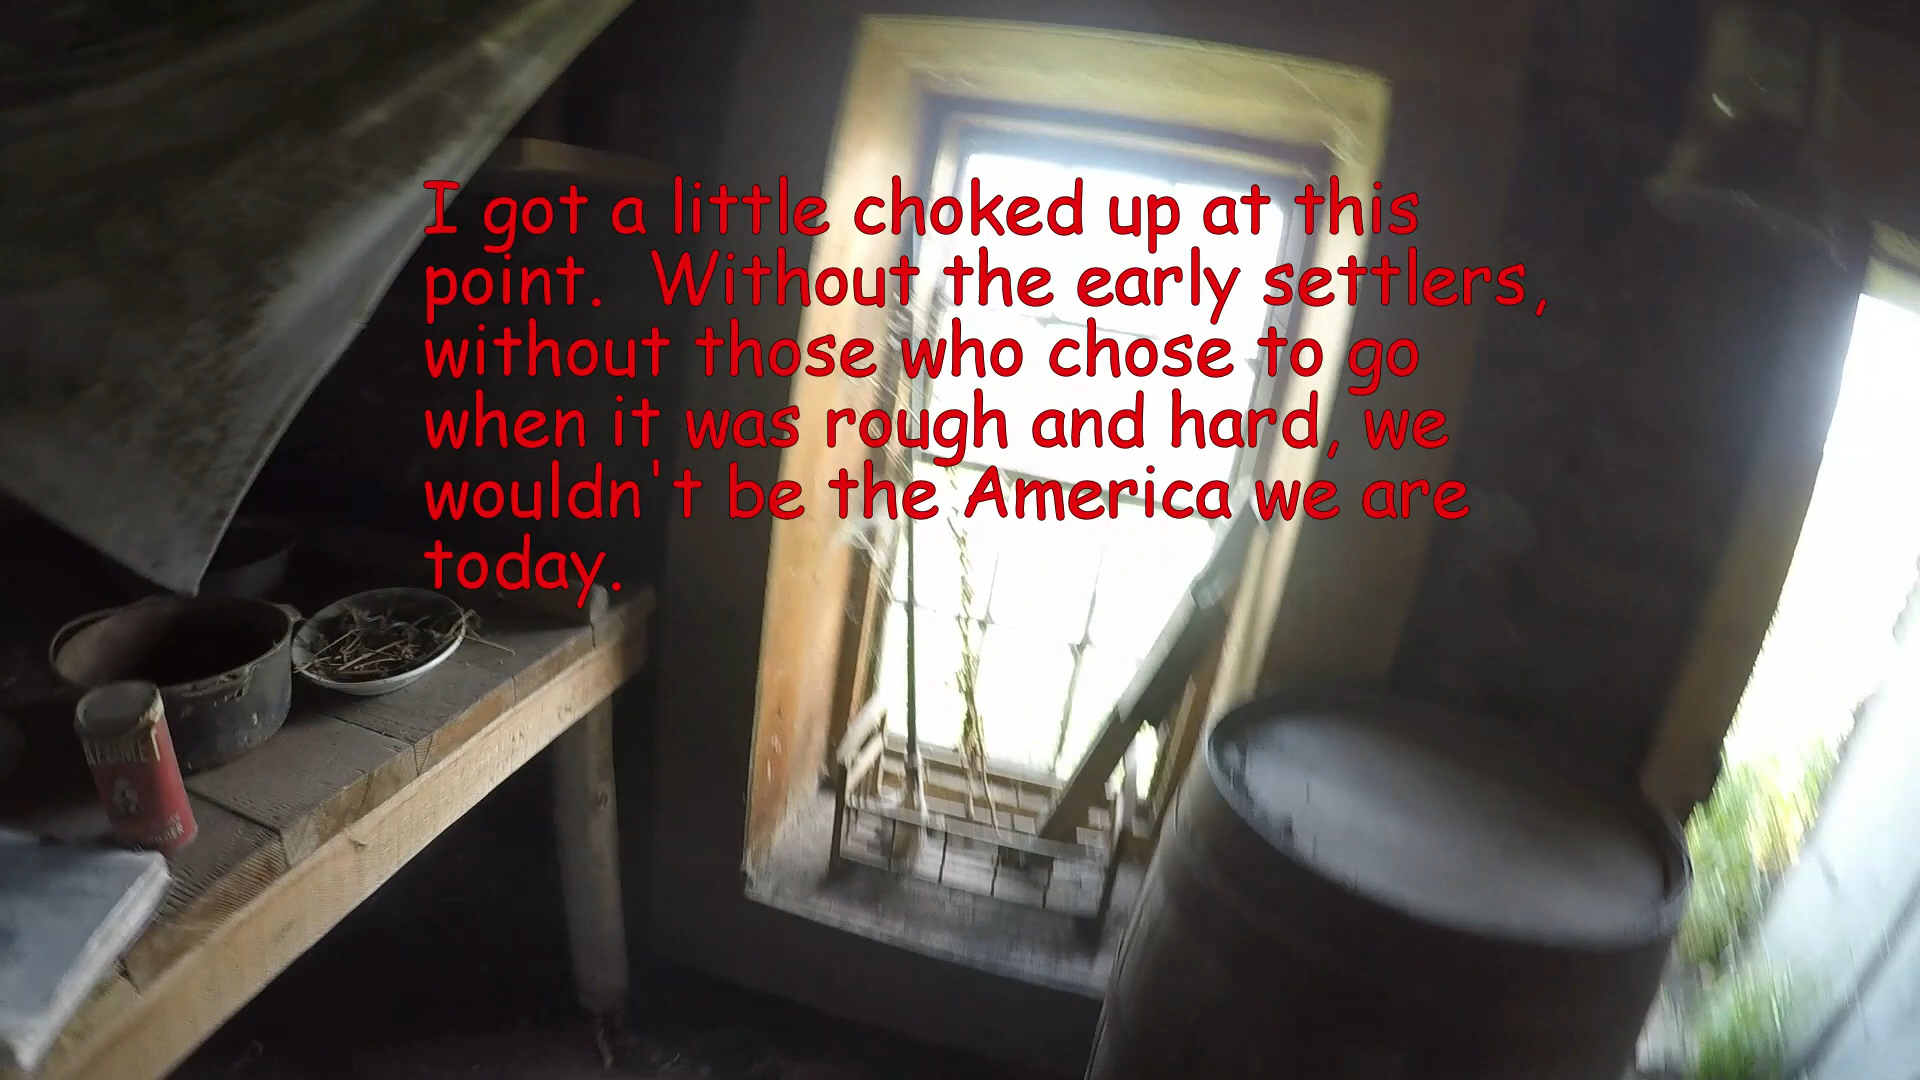 I got a little choked up at this
point.  Without the early settlers,
without those who chose to go
when it was rough and hard, we
wouldn't be the America we are
today.